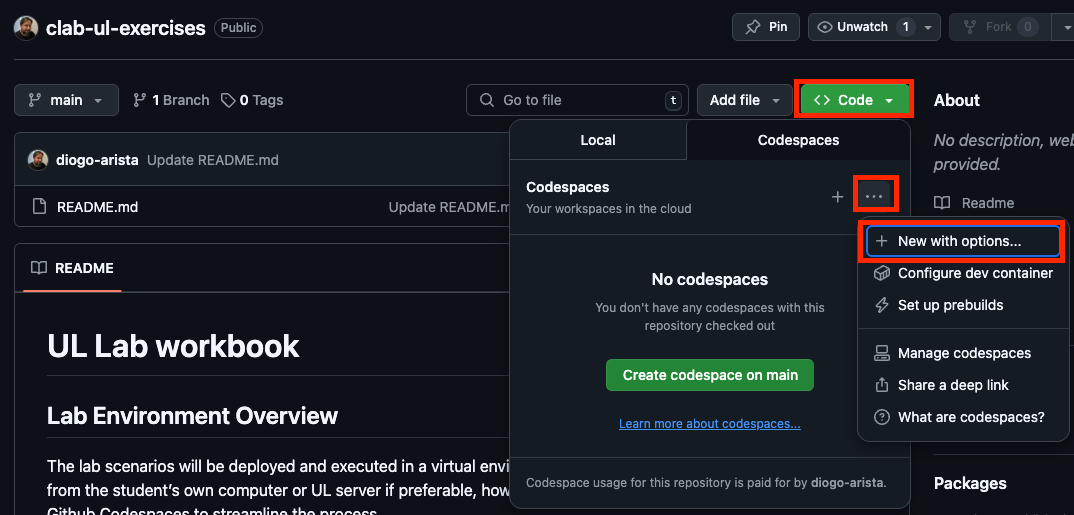 clab-ul-exercises Public
Pin
Unwatch 1
Fork 0
main
1 Branch
0 Tags
Go to file t
Add file
<> Code
About
No description, web
provided.
Readme
diogo-arista Update README.md
README.md Update README.m
Local
Codespaces
Codespaces
Your workspaces in the cloud
New with options...
Configure dev container
Set up prebuilds
Manage codespaces
Share a deep link
What are codespaces?
No codespaces
You don't have any codespaces with this
repository checked out
Create codespace on main
Learn more about codespaces...
Codespace usage for this repository is paid for by diogo-arista.
README
UL Lab workbook
Lab Environment Overview
The lab scenarios will be deployed and executed in a virtual envi
from the student's own computer or UL server if preferable, how
Github Codespaces to streamline the process
Packages